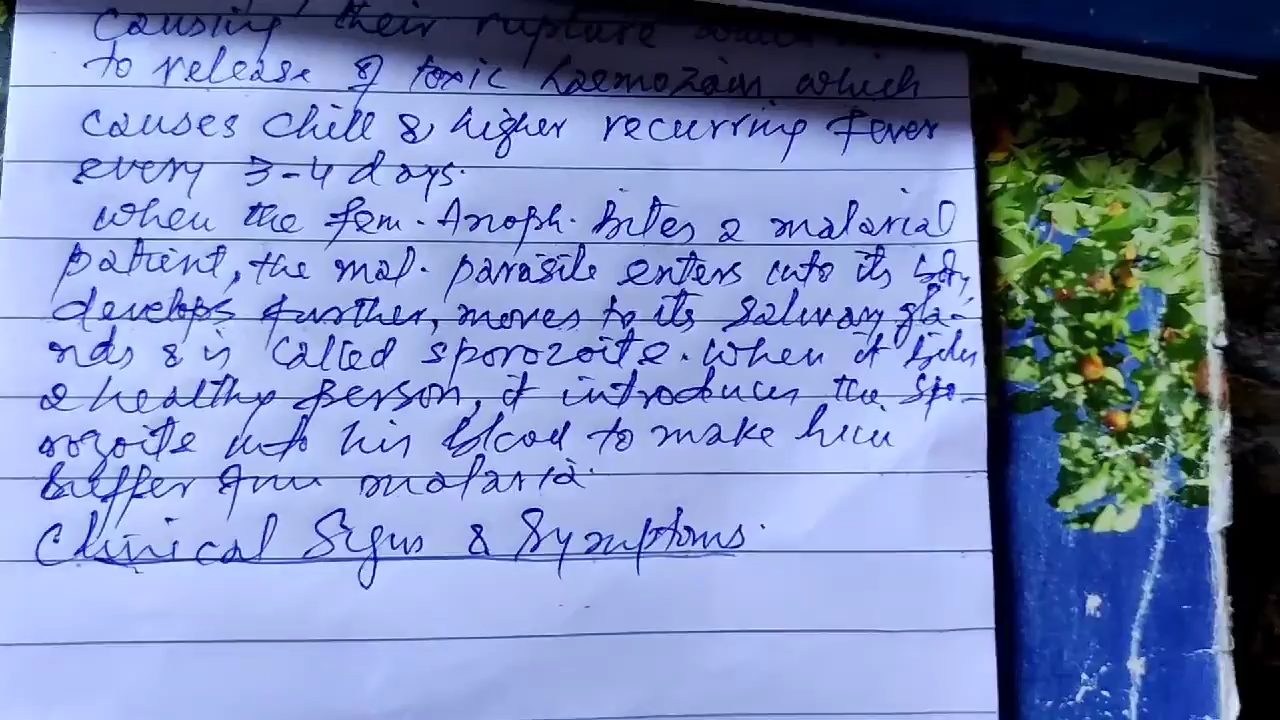 causing their rupture
to release of toxic haemozoin which
causes chill & higher recurring fever
every 3-4 days.
when the fem. Anoph. bites a malarial
patient, the mal. parasite enters into its body,
develops further, moves to its salivary gla-
nds & is called sporozoite. when it bites
a healthy person, it introduces the spo-
rozoite into his blood to make him
suffer from malaria.
Clinical Signs & Symptoms.